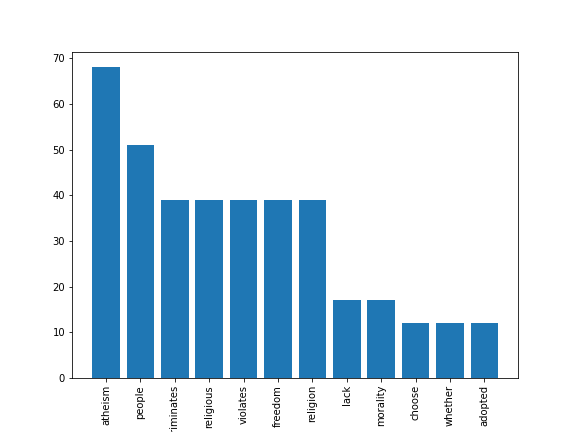 70
60
50
40
30
20
10
0
atheism
people
riminates
religious
violates
freedom
religion
lack
morality
choose
whether
adopted